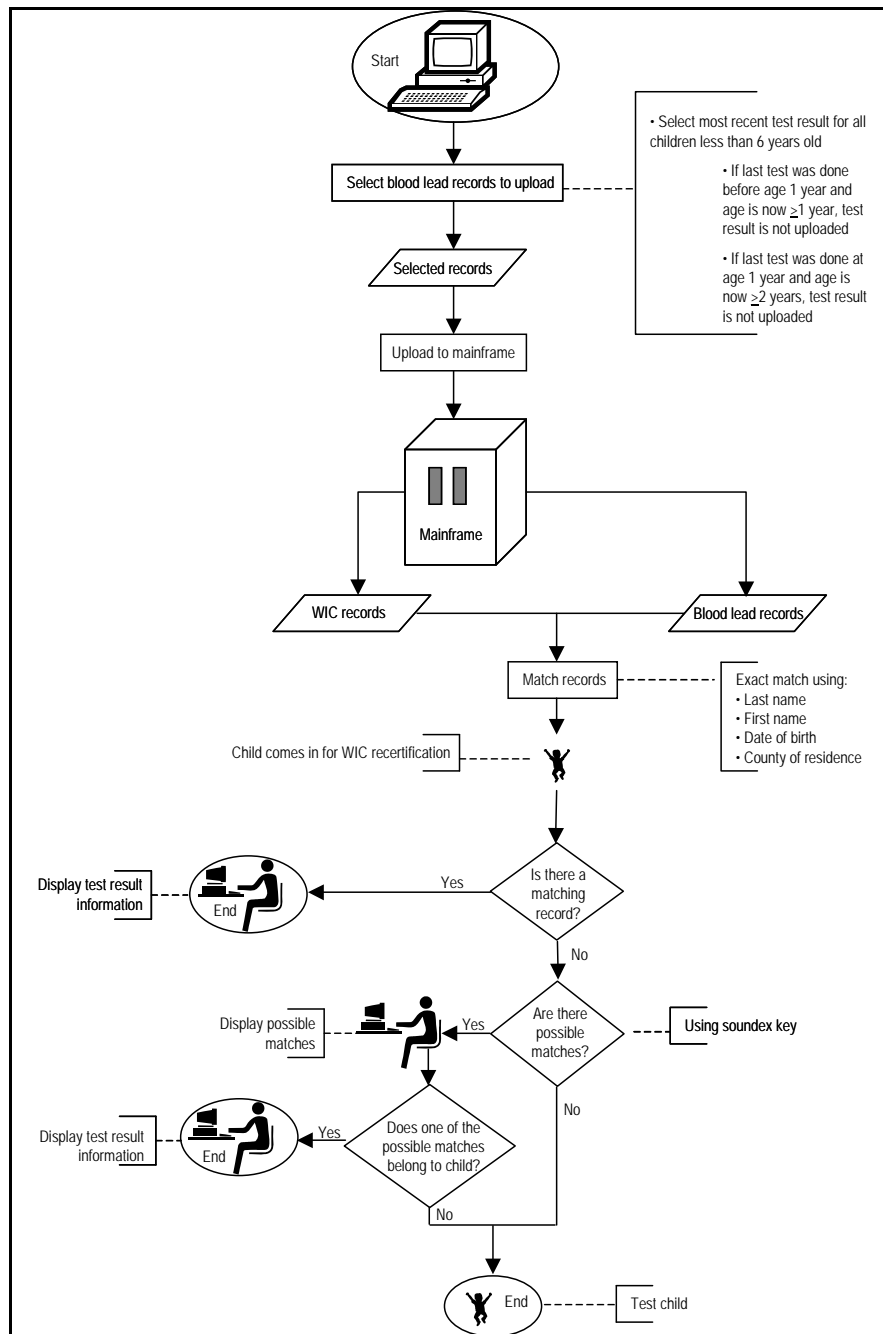 Start
• Select most recent test result for all
children less than 6 years old
• If last test was done
before age 1 year and
age is now ≥1 year, test
result is not uploaded
• If last test was done at
age 1 year and age is
now ≥2 years, test result
is not uploaded
Select blood lead records to upload
Selected records
Upload to mainframe
Mainframe
WIC records
Blood lead records
Match records
Exact match using:
• Last name
• First name
• Date of birth
• County of residence
Child comes in for WIC recertification
Is there a
matching
record?
Yes
End
Display test result
information
No
Are there
possible
matches?
Using soundex key
Yes
Display possible
matches
No
Does one of the
possible matches
belong to child?
Yes
End
Display test result
information
No
End
Test child